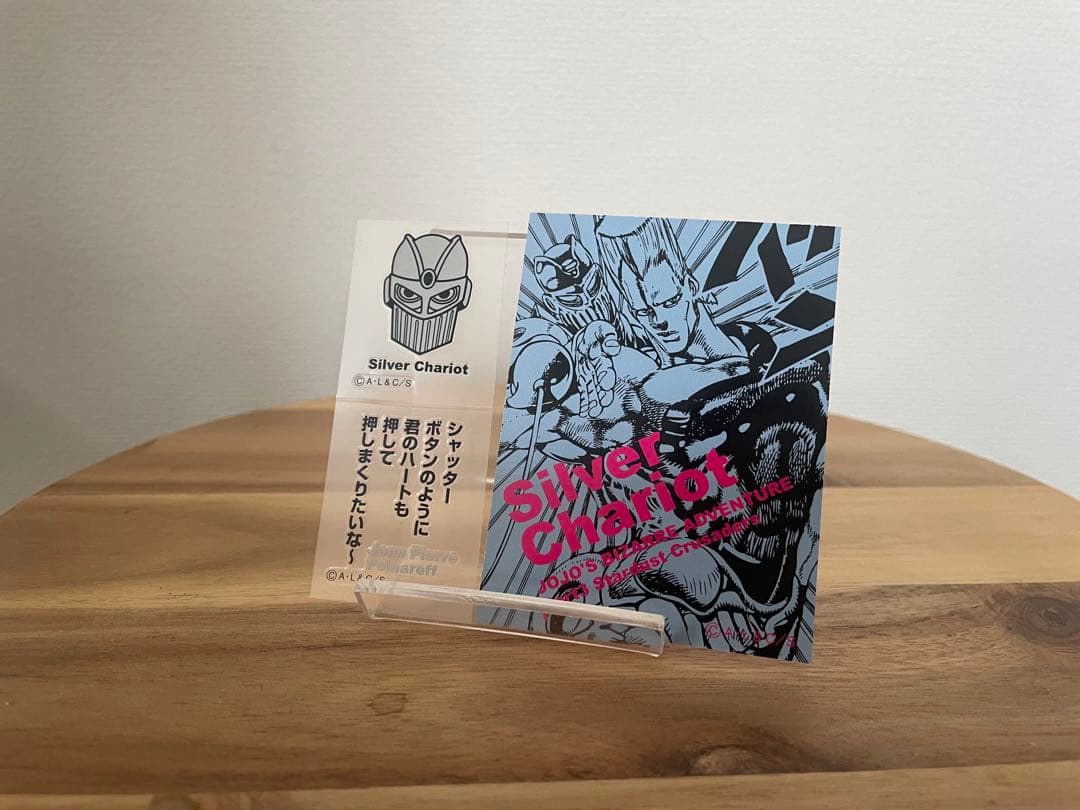 Silver Chariot
©A・L&C/S
シャッター
ボタンのように
君のハートも
押して
押しまくりたいな〜
Jean Pierre
Polnareff
©A・L&C/S
Silver
Chariot
JOJO'S BIZARRE ADVENTURE
Stardust Crusaders
©A・L&C/S